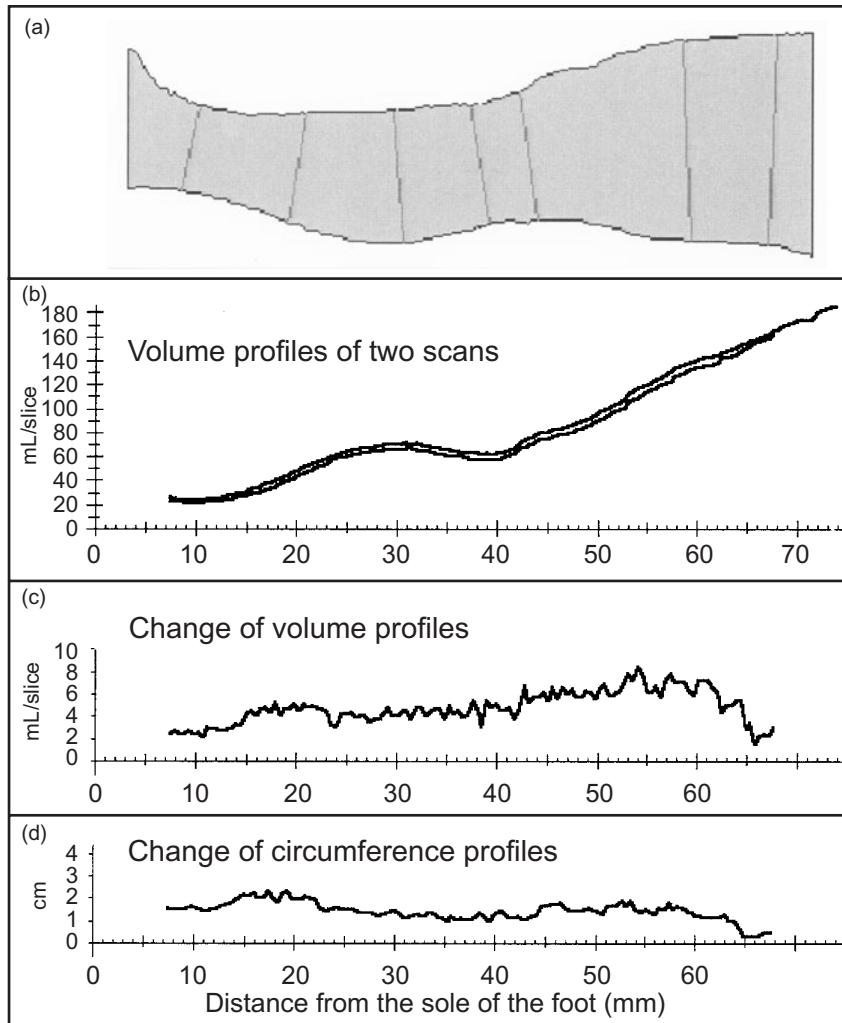 (a)
(b)
180
160
140
120
100
80
60
40
20
0
mL/slice
Volume profiles of two scans
0 10 20 30 40 50 60 70
(c)
Change of volume profiles
10
8
6
4
2
0
mL/slice
0 10 20 30 40 50 60
(d)
Change of circumference profiles
4
3
2
1
0
cm
0 10 20 30 40 50 60
Distance from the sole of the foot (mm)